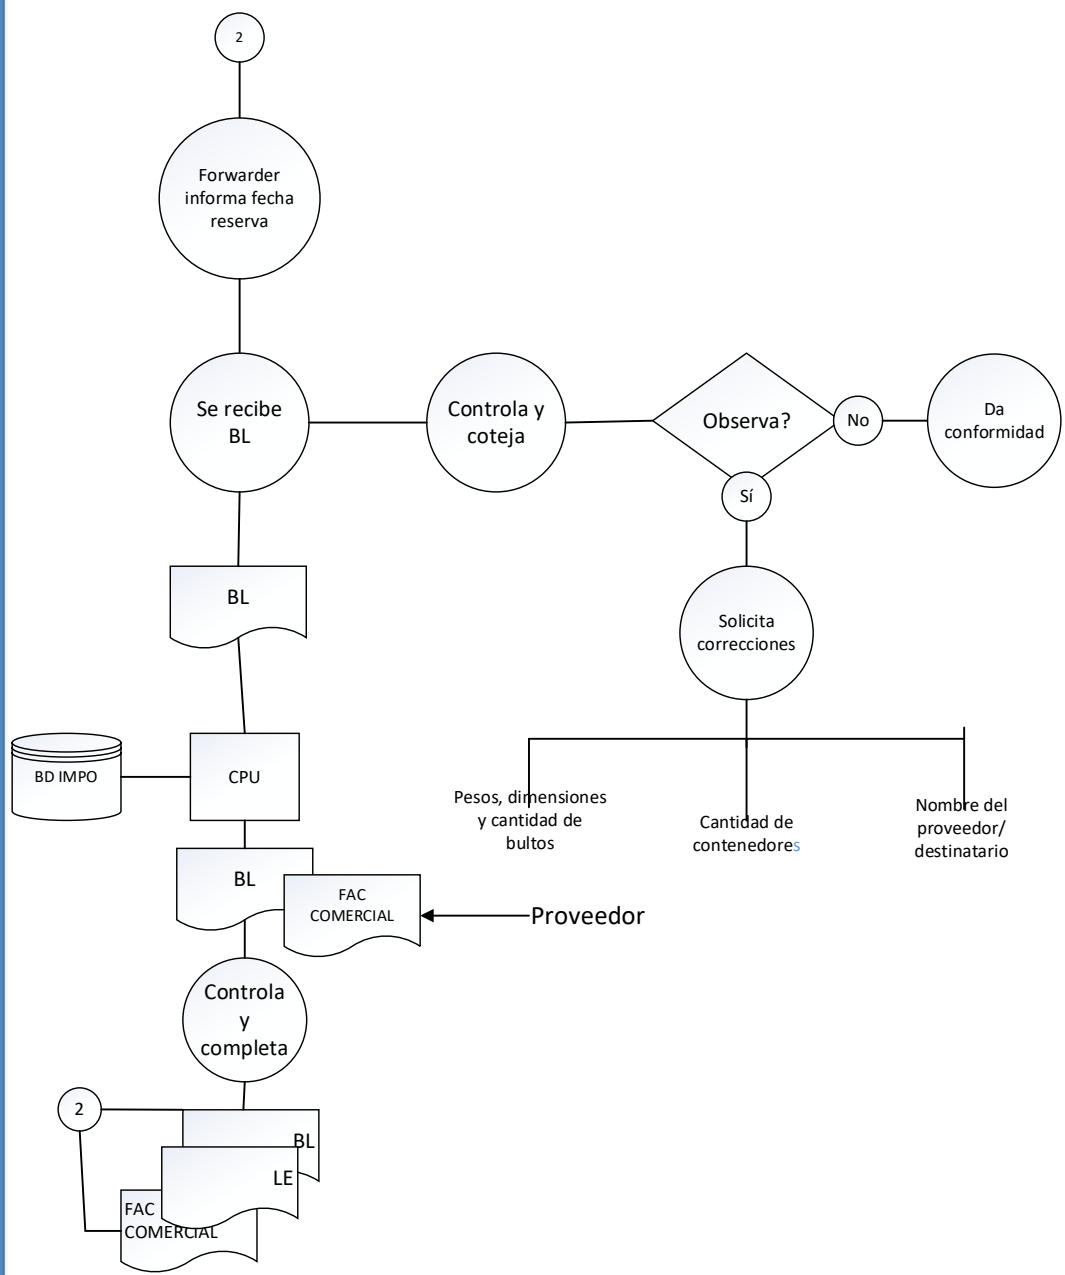 2
Forwarder
informa fecha
reserva
Se recibe
BL
Controla y
coteja
Observa?
No
Da
conformidad
Sí
Solicita
correcciones
BL
BD IMPO
CPU
Pesos, dimensiones
y cantidad de
bultos
Cantidad de
contenedores
Nombre del
proveedor/
destinatario
BL
FAC
COMERCIAL
Proveedor
Controla
y
completa
2
BL
LE
FAC
COMERCIAL